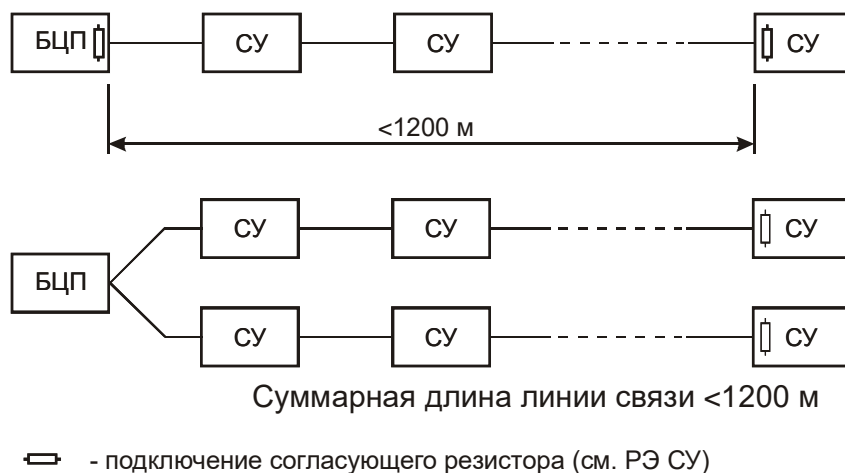 БЦП СУ СУ СУ
<1200 м
СУ СУ СУ
БЦП
СУ СУ СУ
Суммарная длина линии связи <1200 м
- подключение согласующего резистора (см. РЭ СУ)